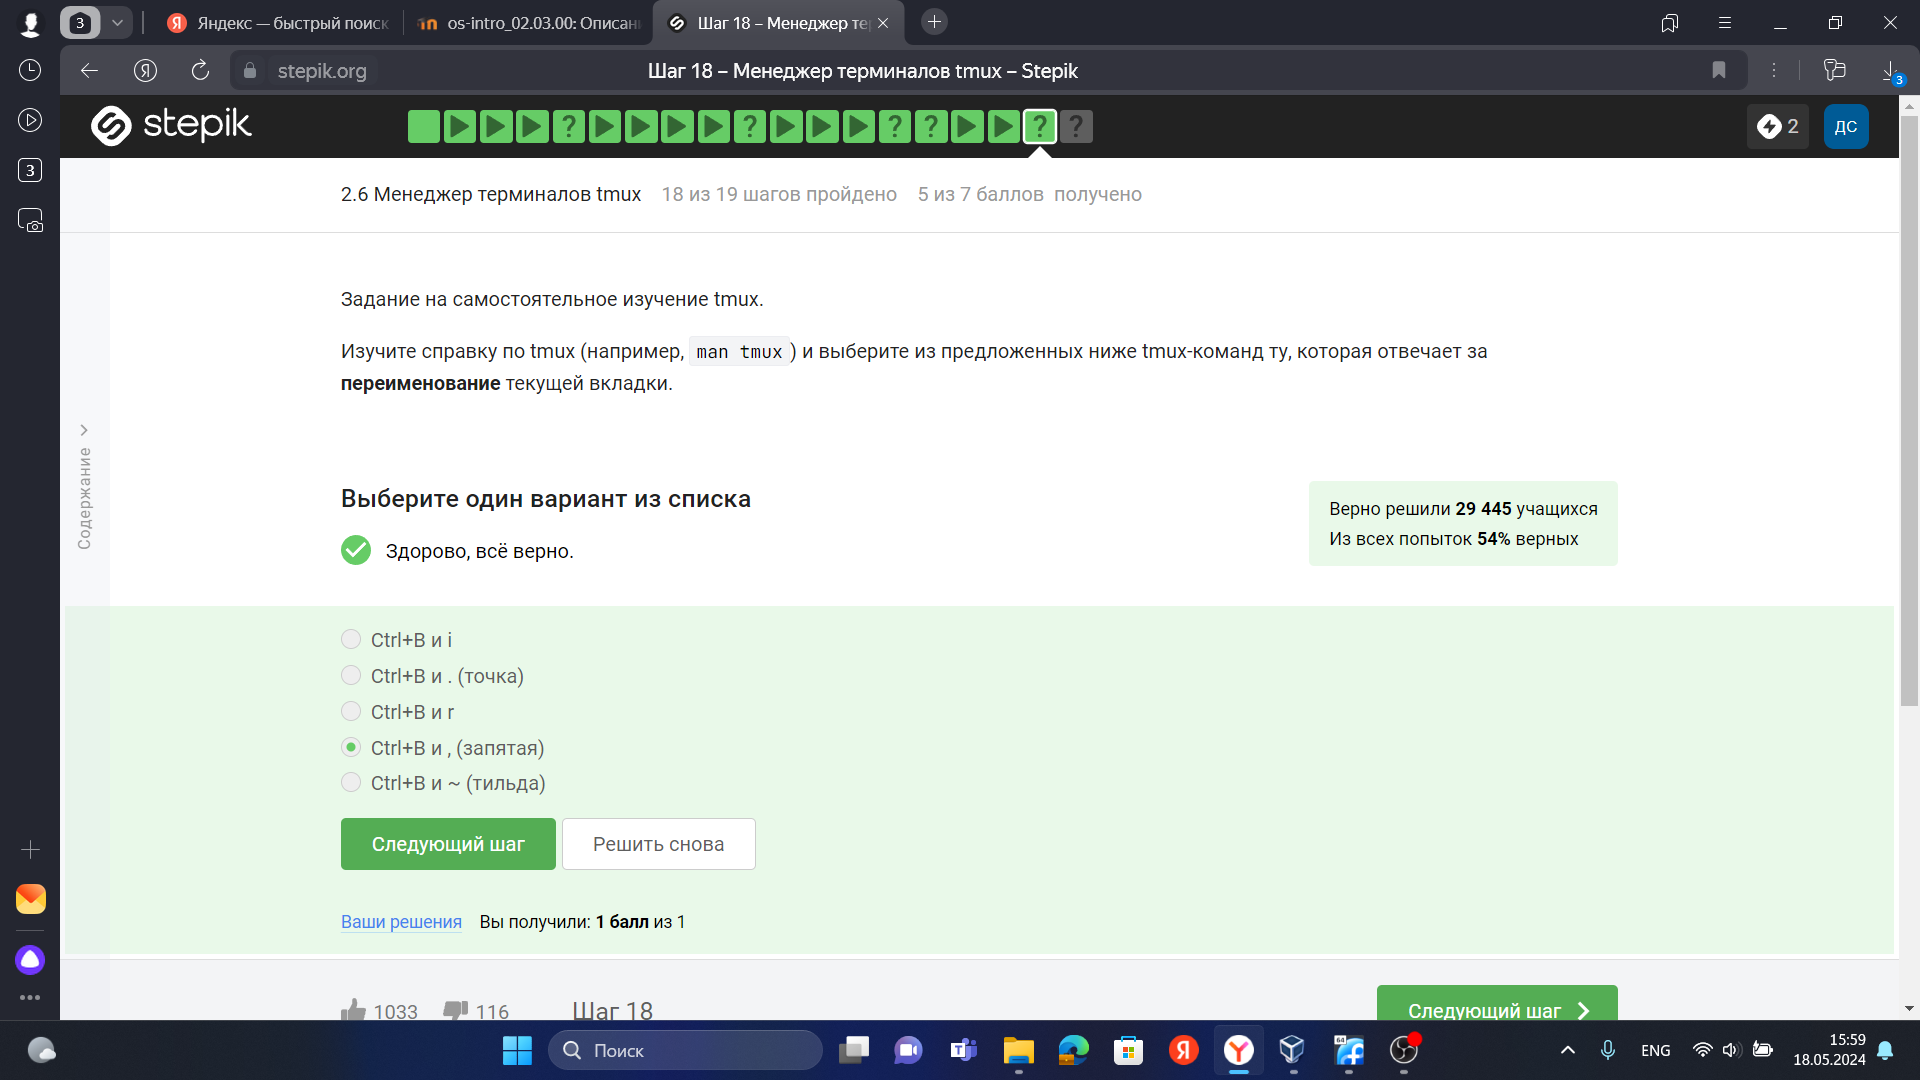 3
Яндекс — быстрый поиск
os-intro_02.03.00: Описан
Шаг 18 – Менеджер те
stepik.org
Шаг 18 – Менеджер терминалов tmux – Stepik
3
3
stepik
2
ДС
2.6 Менеджер терминалов tmux 18 из 19 шагов пройдено 5 из 7 баллов получено
Задание на самостоятельное изучение tmux.
Изучите справку по tmux (например, man tmux ) и выберите из предложенных ниже tmux-команд ту, которая отвечает за
переименование текущей вкладки.
Содержание
Выберите один вариант из списка
Здорово, всё верно.
Верно решили 29 445 учащихся
Из всех попыток 54% верных
Ctrl+B и i
Ctrl+B и . (точка)
Ctrl+B и r
Ctrl+B и , (запятая)
Ctrl+B и ~ (тильда)
Следующий шаг
Решить снова
Ваши решения Вы получили: 1 балл из 1
1033 116 Шаг 18
Следующий шаг
Поиск
64
ENG
15:59
18.05.2024